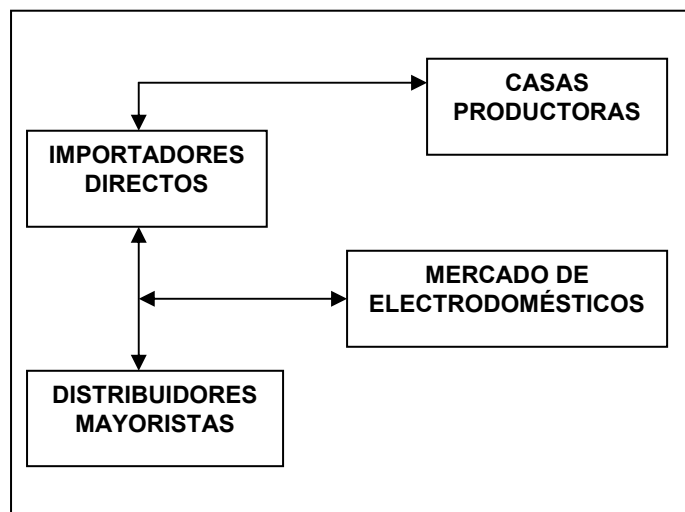 CASAS
PRODUCTORAS
IMPORTADORES
DIRECTOS
MERCADO DE
ELECTRODOMÉSTICOS
DISTRIBUIDORES
MAYORISTAS